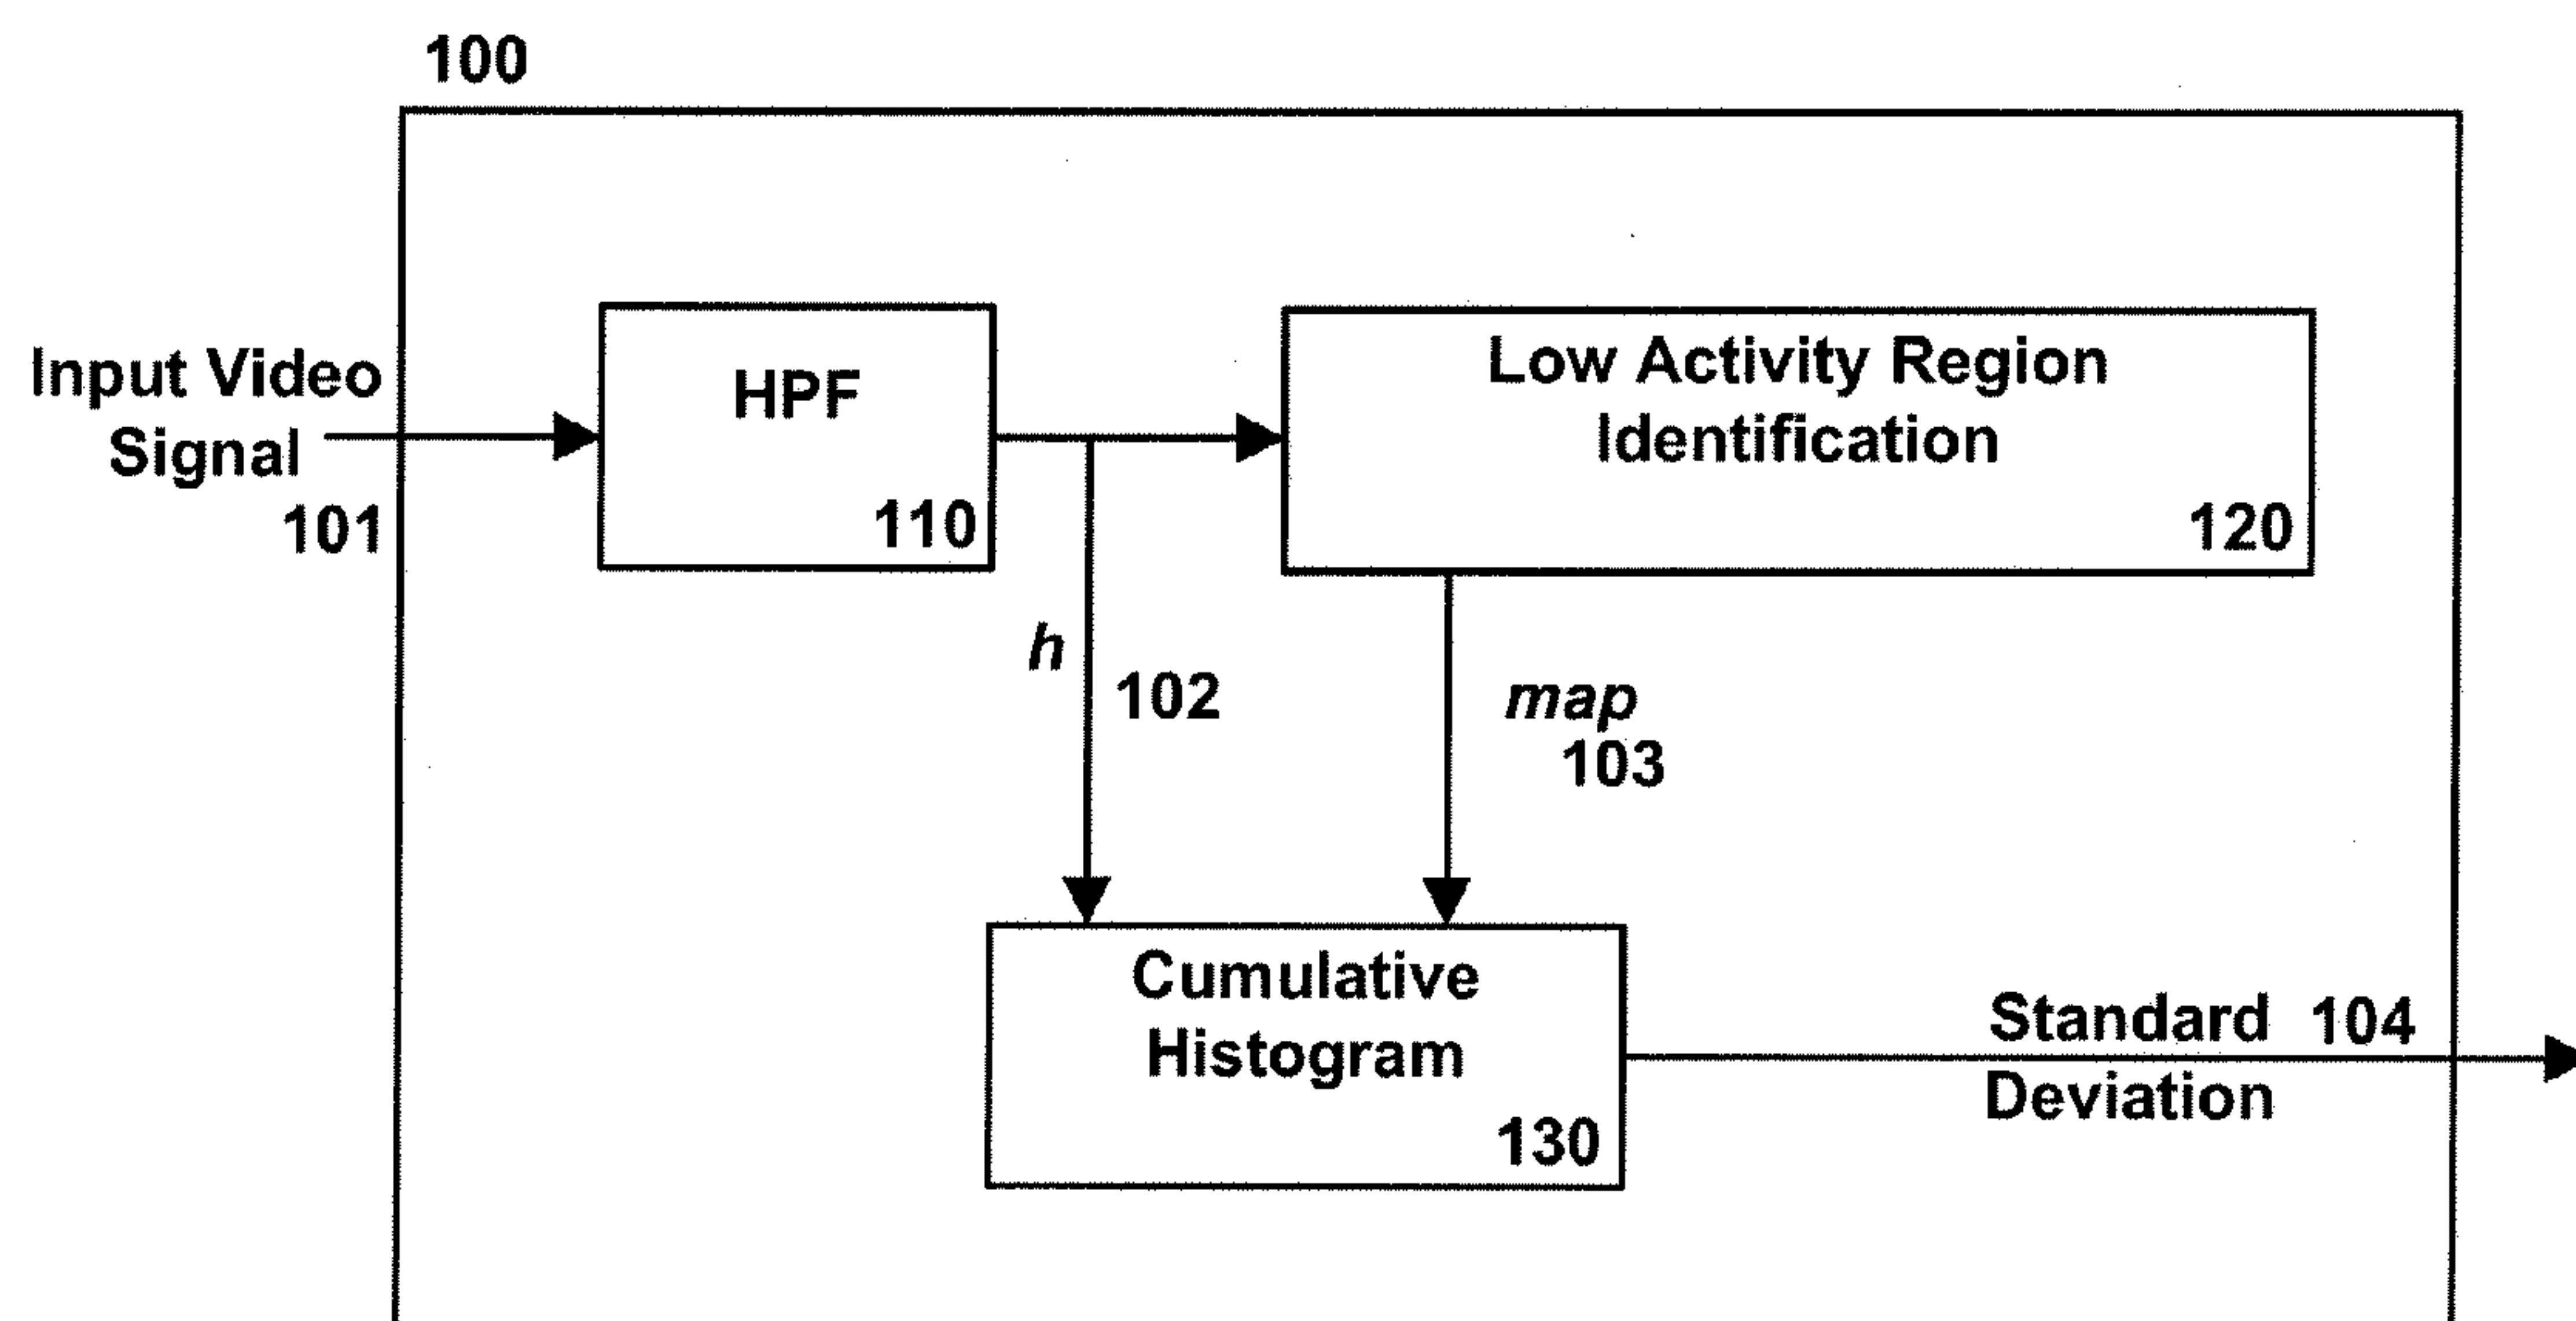 100
Input Video
Signal
101
HPF
110
Low Activity Region
Identification
120
h
102
map
103
Cumulative
Histogram
130
Standard 104
Deviation